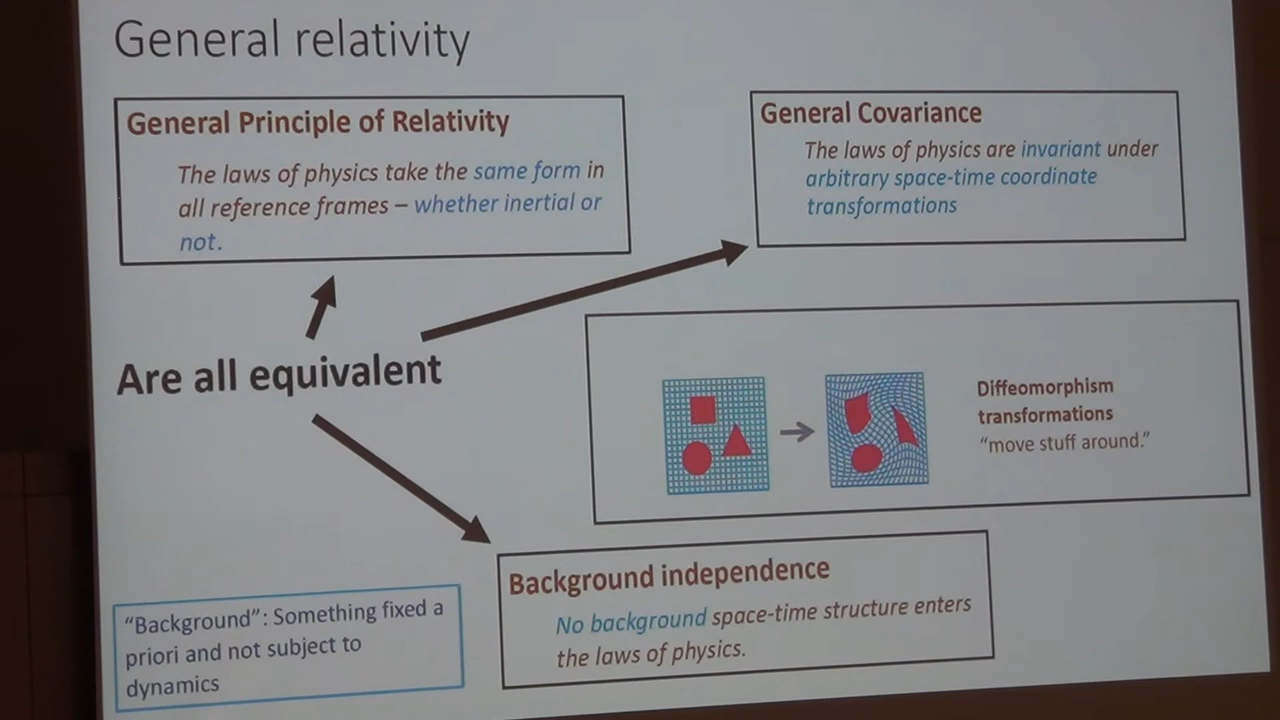 General relativity
General Principle of Relativity
The laws of physics take the same form in
all reference frames – whether inertial or
not.
General Covariance
The laws of physics are invariant under
arbitrary space-time coordinate
transformations
Are all equivalent
Diffeomorphism
transformations
“move stuff around.”
Background independence
No background space-time structure enters
the laws of physics.
“Background”: Something fixed a
priori and not subject to
dynamics